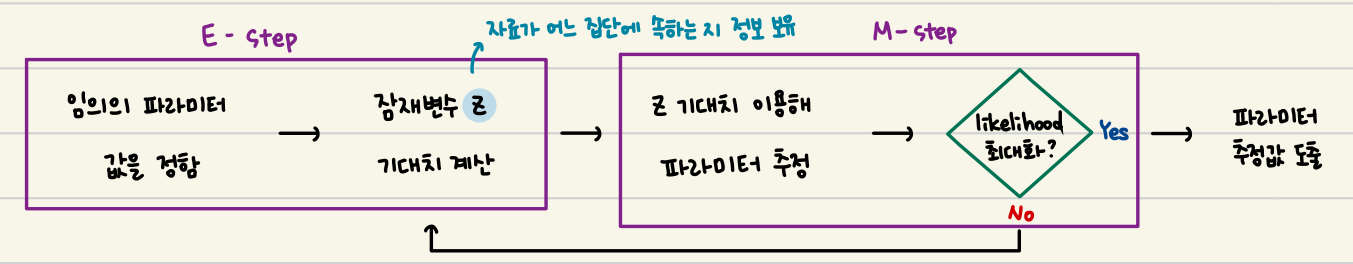 E - step
자료가 어느 집단에 속하는 지 정보 보유
M - step
임의의 파라미터
값을 정함
잠재변수 Z
기대치 계산
Z 기대치 이용해
파라미터 추정
likelihood
최대화?
Yes
No
파라미터
추정값 도출